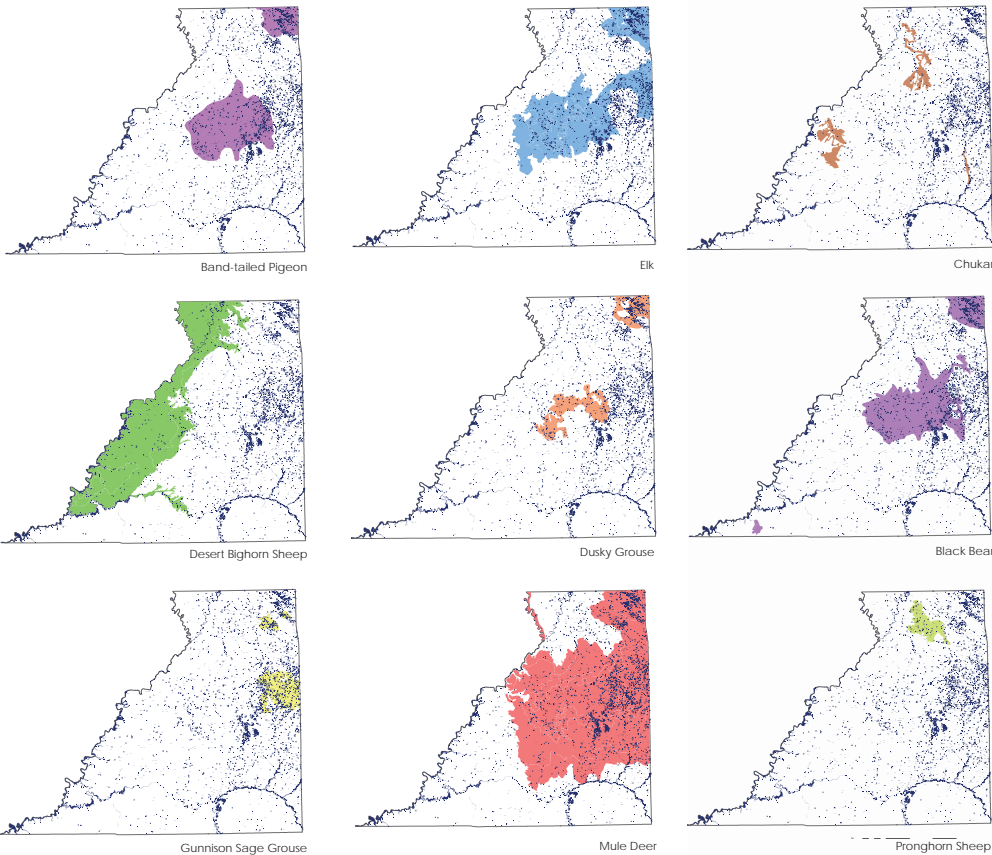 Band-tailed Pigeon
Elk
Chukar
Desert Bighorn Sheep
Dusky Grouse
Black Bear
Gunnison Sage Grouse
Mule Deer
Pronghorn Sheep